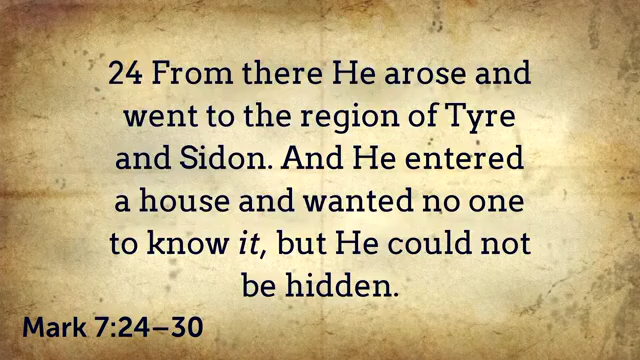 24 From there He arose and
went to the region of Tyre
and Sidon. And He entered
a house and wanted no one
to know it, but He could not
be hidden.
Mark 7:24–30